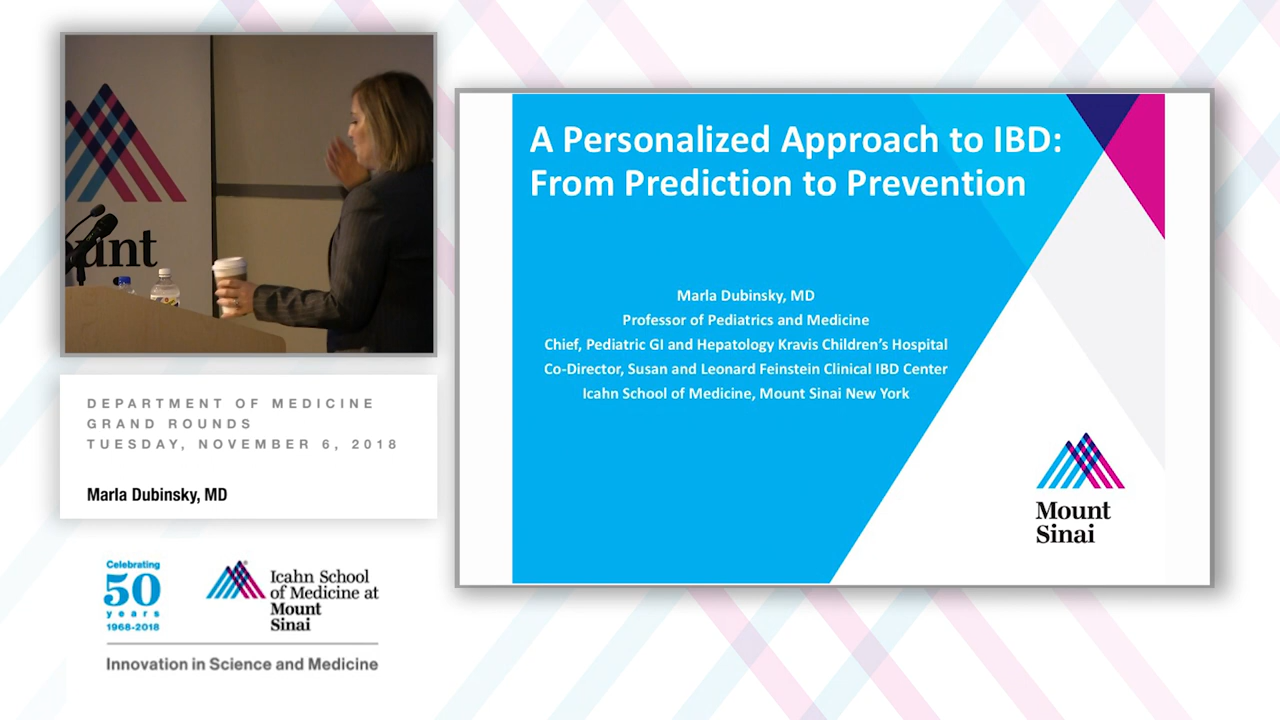 unt
DEPARTMENT OF MEDICINE
GRAND ROUNDS
TUESDAY, NOVEMBER 6, 2018
Marla Dubinsky, MD
Celebrating
50
years
1968-2018
Icahn School
of Medicine at
Mount
Sinai
Innovation in Science and Medicine
A Personalized Approach to IBD:
From Prediction to Prevention
Marla Dubinsky, MD
Professor of Pediatrics and Medicine
Chief, Pediatric GI and Hepatology Kravis Children’s Hospital
Co-Director, Susan and Leonard Feinstein Clinical IBD Center
Icahn School of Medicine, Mount Sinai New York
Mount
Sinai